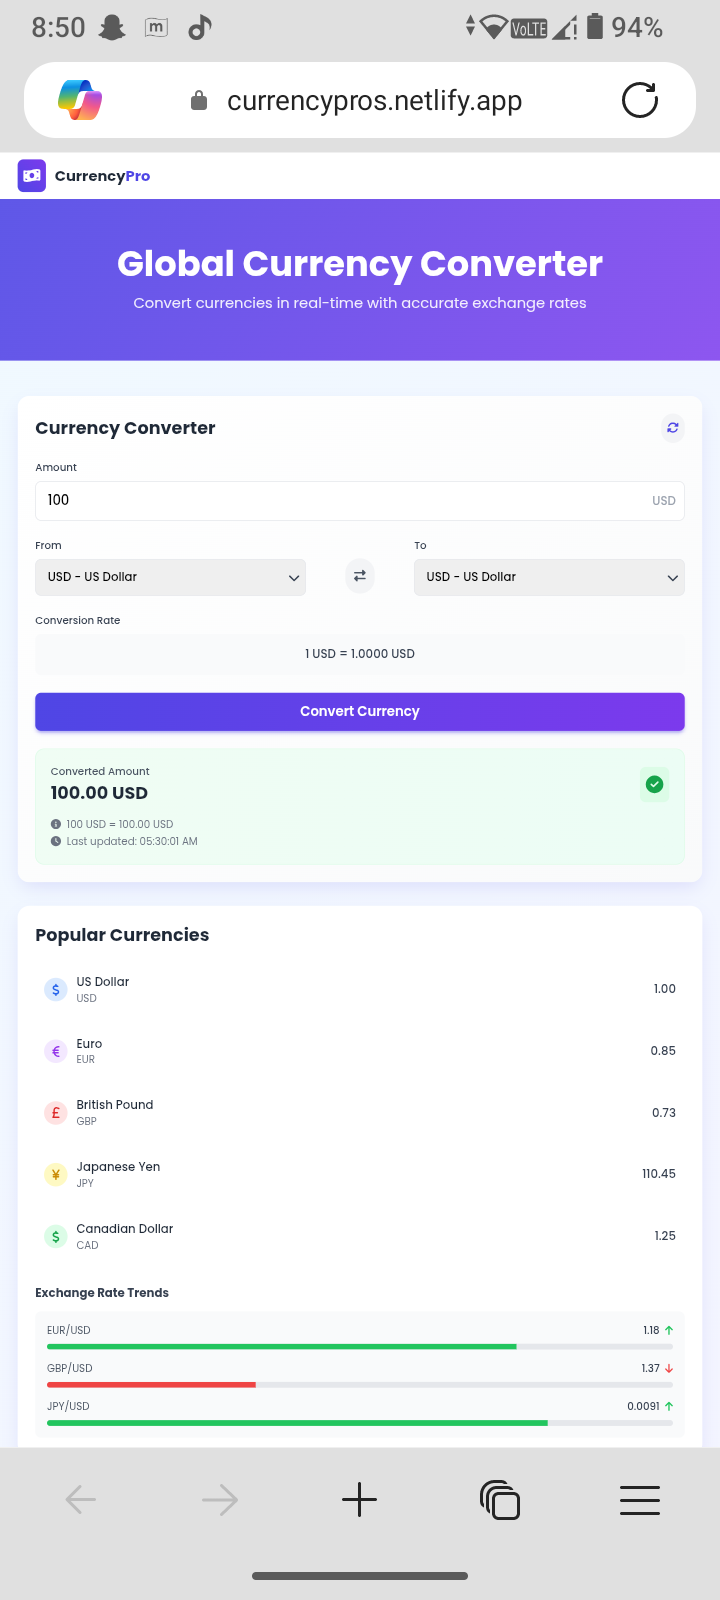 8:50 m VoLTE 94%
currencypros.netlify.app
CurrencyPro
Global Currency Converter
Convert currencies in real-time with accurate exchange rates
Currency Converter
Amount
100 USD
From To
USD - US Dollar USD - US Dollar
Conversion Rate
1 USD = 1.0000 USD
Convert Currency
Converted Amount
100.00 USD
100 USD = 100.00 USD
Last updated: 05:30:01 AM
Popular Currencies
$ US Dollar 1.00
USD
€ Euro 0.85
EUR
£ British Pound 0.73
GBP
¥ Japanese Yen 110.45
JPY
$ Canadian Dollar 1.25
CAD
Exchange Rate Trends
EUR/USD 1.18 ↑
GBP/USD 1.37 ↓
JPY/USD 0.0091 ↑